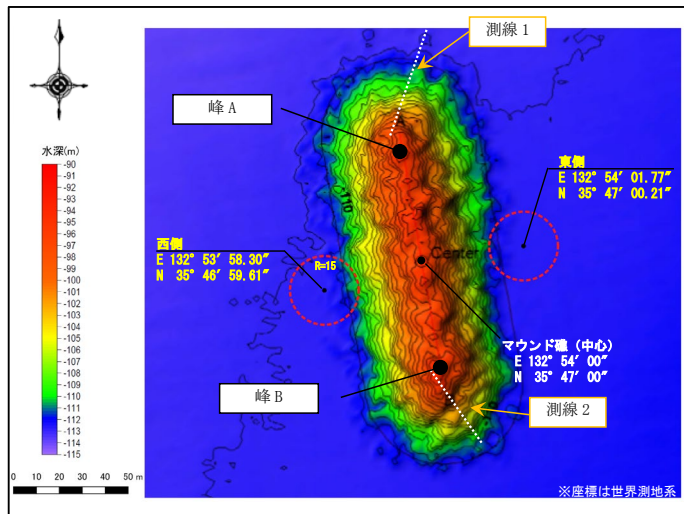 測線 1
峰 A
水深(m)
-90
-91
-92
-93
-94
-95
-96
-97
-98
-99
-100
-101
-102
-103
-104
-105
-106
-107
-108
-109
-110
-111
-112
-113
-114
-115
東側
E 132° 54′ 01.77″
N 35° 47′ 00.21″
110
西側
E 132° 53′ 58.30″
N 35° 46′ 59.61″
R=15
Center
マウンド礁（中心）
E 132° 54′ 00″
N 35° 47′ 00″
峰 B
測線 2
0 10 20 30 40 50 m
※座標は世界測地系